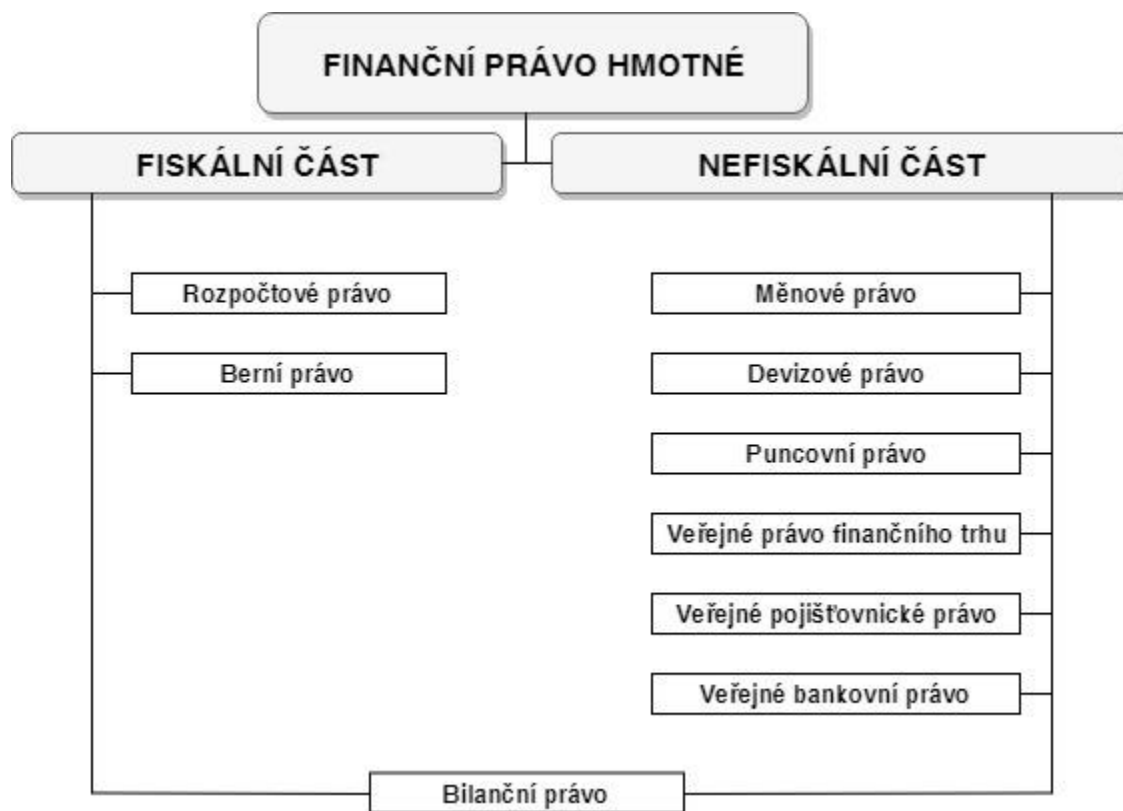 FINANČNÍ PRÁVO HMOTNÉ
FISKÁLNÍ ČÁST
NEFISKÁLNÍ ČÁST
Rozpočtové právo
Berní právo
Měnové právo
Devizové právo
Puncovní právo
Veřejné právo finančního trhu
Veřejné pojišťovnické právo
Veřejné bankovní právo
Bilanční právo